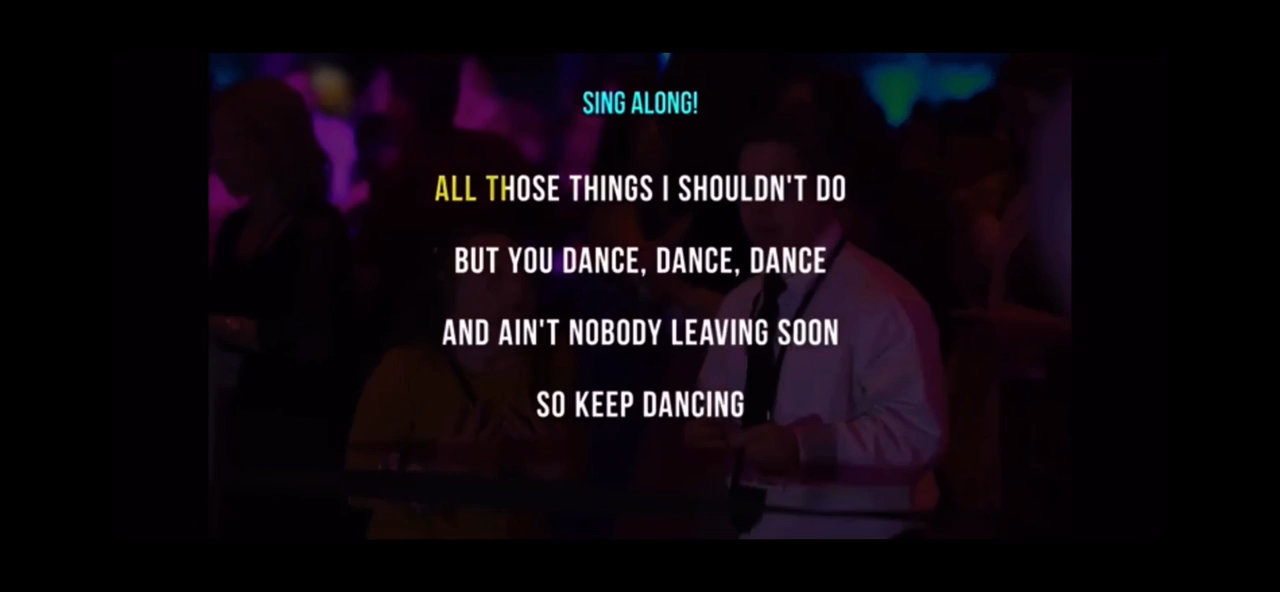 SING ALONG!
ALL THOSE THINGS I SHOULDN'T DO
BUT YOU DANCE, DANCE, DANCE
AND AIN'T NOBODY LEAVING SOON
SO KEEP DANCING